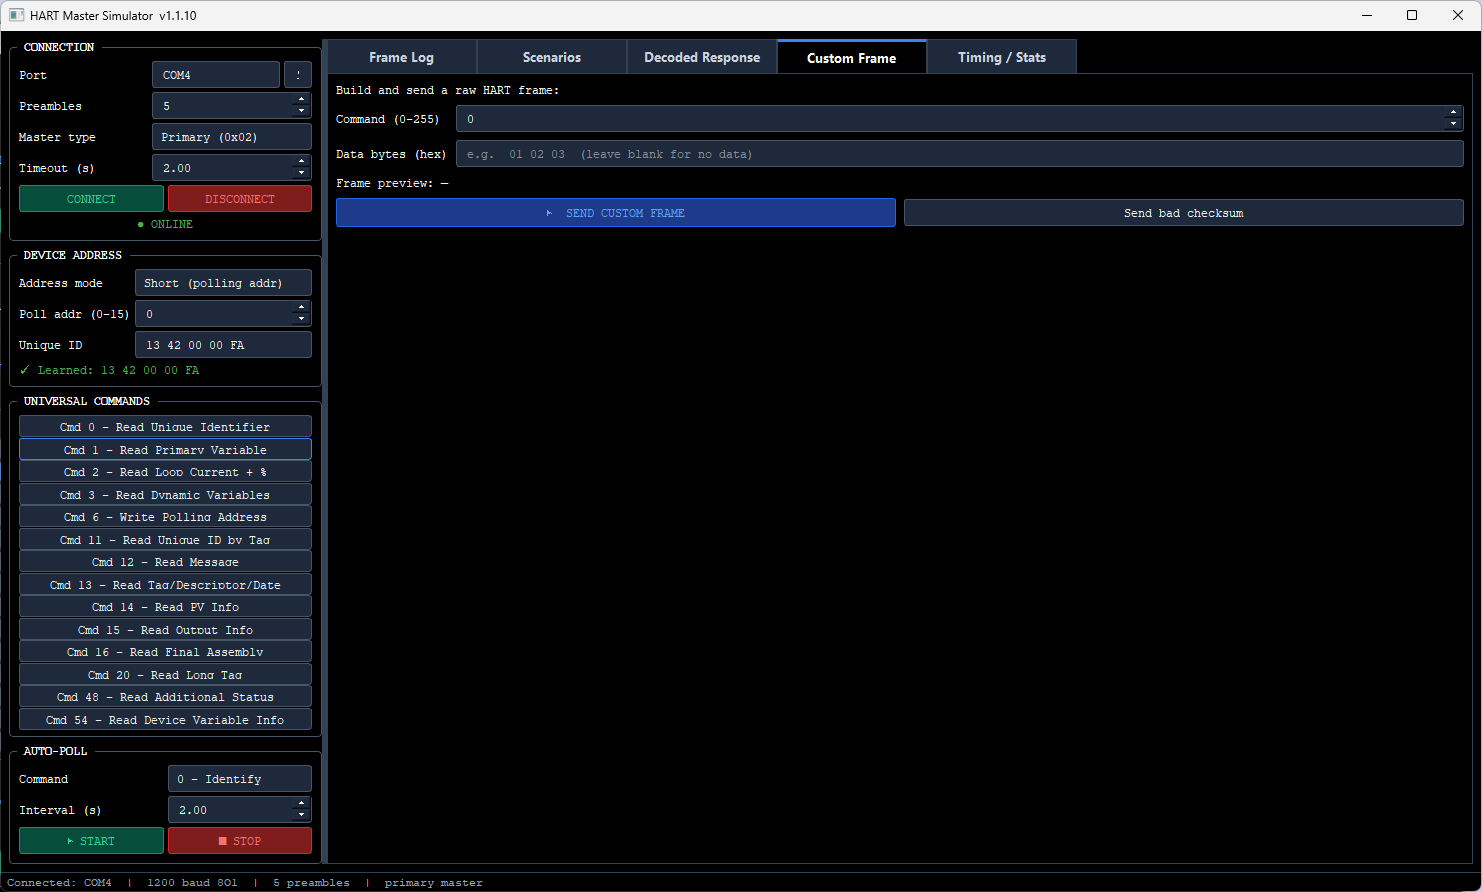 HART Master Simulator v1.1.10
CONNECTION
Port COM4
Preambles 5
Master type Primary (0x02)
Timeout (s) 2.00
CONNECT DISCONNECT
● ONLINE
DEVICE ADDRESS
Address mode Short (polling addr)
Poll addr (0-15) 0
Unique ID 13 42 00 00 FA
✓ Learned: 13 42 00 00 FA
UNIVERSAL COMMANDS
Cmd 0 – Read Unique Identifier
Cmd 1 – Read Primary Variable
Cmd 2 – Read Loop Current + %
Cmd 3 – Read Dynamic Variables
Cmd 6 – Write Polling Address
Cmd 11 – Read Unique ID by Tag
Cmd 12 – Read Message
Cmd 13 – Read Tag/Descriptor/Date
Cmd 14 – Read PV Info
Cmd 15 – Read Output Info
Cmd 16 – Read Final Assembly
Cmd 20 – Read Long Tag
Cmd 48 – Read Additional Status
Cmd 54 – Read Device Variable Info
AUTO-POLL
Command 0 – Identify
Interval (s) 2.00
▶ START ■ STOP
Frame Log Scenarios Decoded Response Custom Frame Timing / Stats
Build and send a raw HART frame:
Command (0-255) 0
Data bytes (hex) e.g. 01 02 03 (leave blank for no data)
Frame preview: —
▶ SEND CUSTOM FRAME Send bad checksum
Connected: COM4 | 1200 baud 8O1 | 5 preambles | primary master